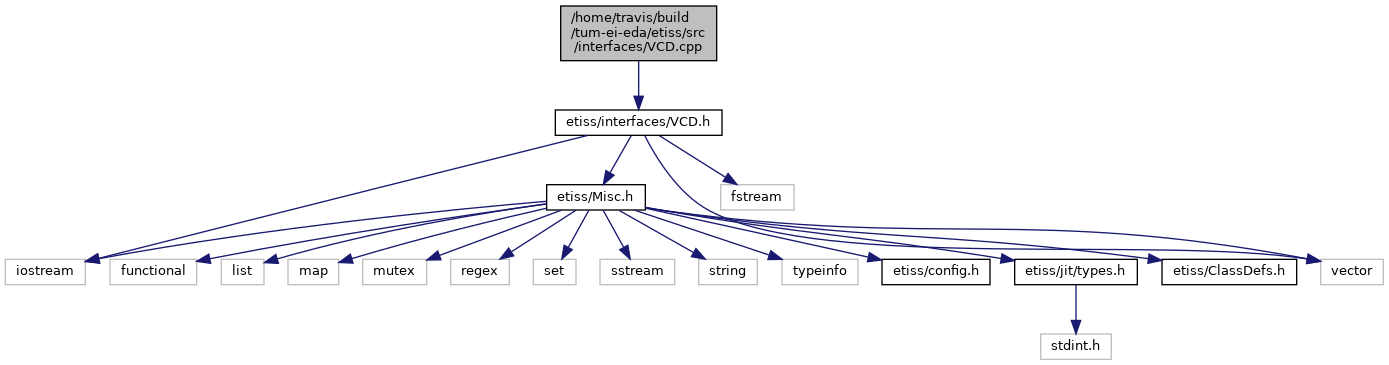 /home/travis/build
/tum-ei-eda/etiss/src
/interfaces/VCD.cpp
etiss/interfaces/VCD.h
etiss/Misc.h
fstream
iostream
functional
list
map
mutex
regex
set
sstream
string
typeinfo
etiss/config.h
etiss/jit/types.h
etiss/ClassDefs.h
vector
stdint.h